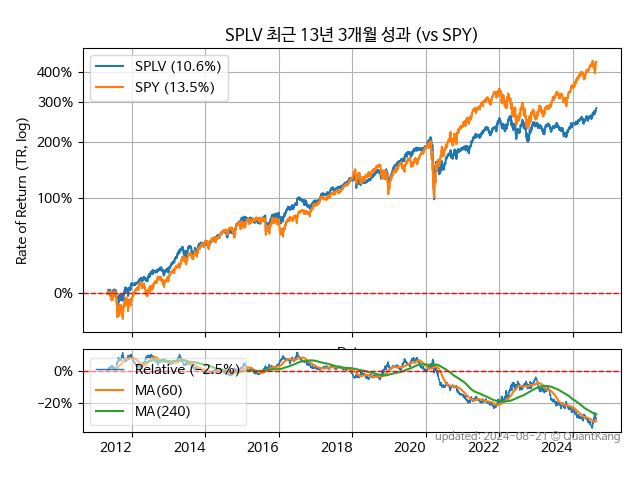 SPLV 최근 13년 3개월 성과 (vs SPY)
Rate of Return (TR, log)
400%
300%
200%
100%
0%
SPLV (10.6%)
SPY (13.5%)
0%
−20%
Relative (−2.5%)
MA(60)
MA(240)
2012 2014 2016 2018 2020 2022 2024
updated: 2024-08-21 © QuantKang